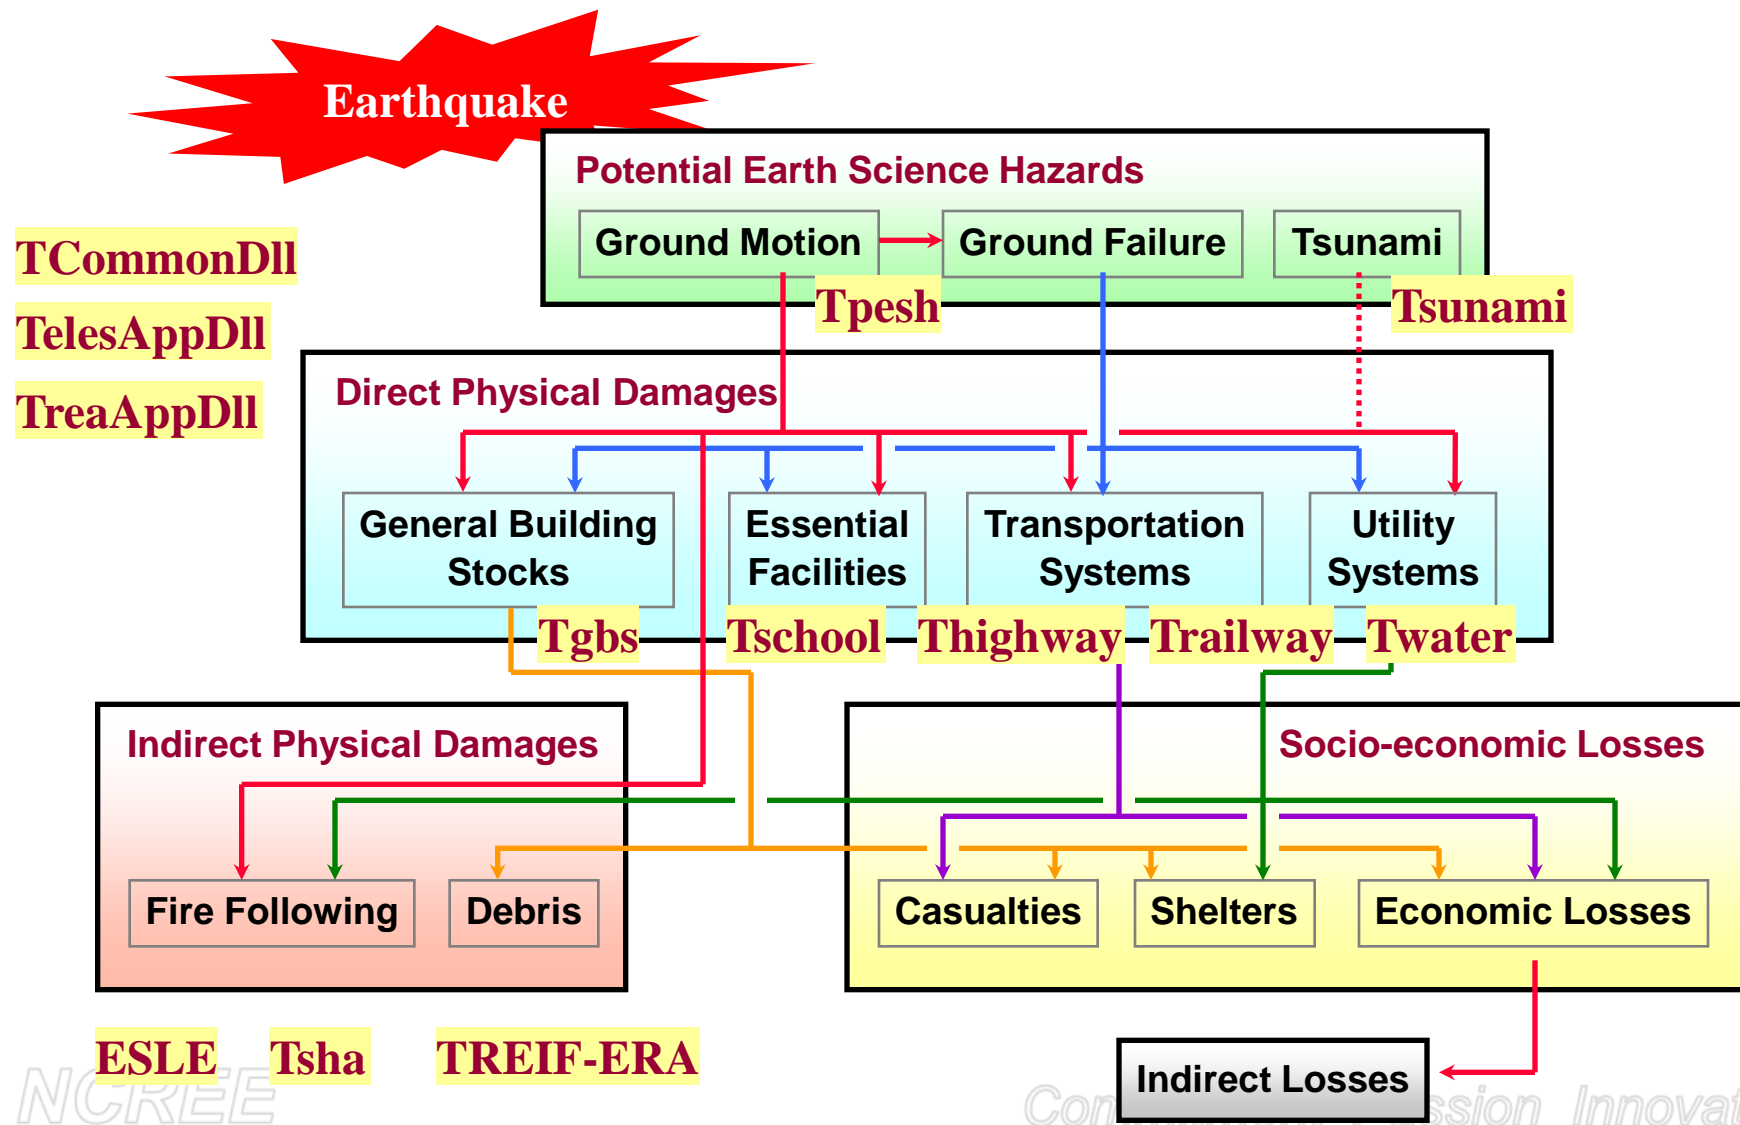 Earthquake
Potential Earth Science Hazards
Ground Motion
Ground Failure
Tsunami
TCommonDll
Tpesh
Tsunami
TelesAppDll
TreaAppDll
Direct Physical Damages
General Building
Stocks
Essential
Facilities
Transportation
Systems
Utility
Systems
Tgbs
Tschool
Thighway
Trailway
Twater
Indirect Physical Damages
Socio-economic Losses
Fire Following
Debris
Casualties
Shelters
Economic Losses
ESLE
Tsha
TREIF-ERA
Indirect Losses
NCREE